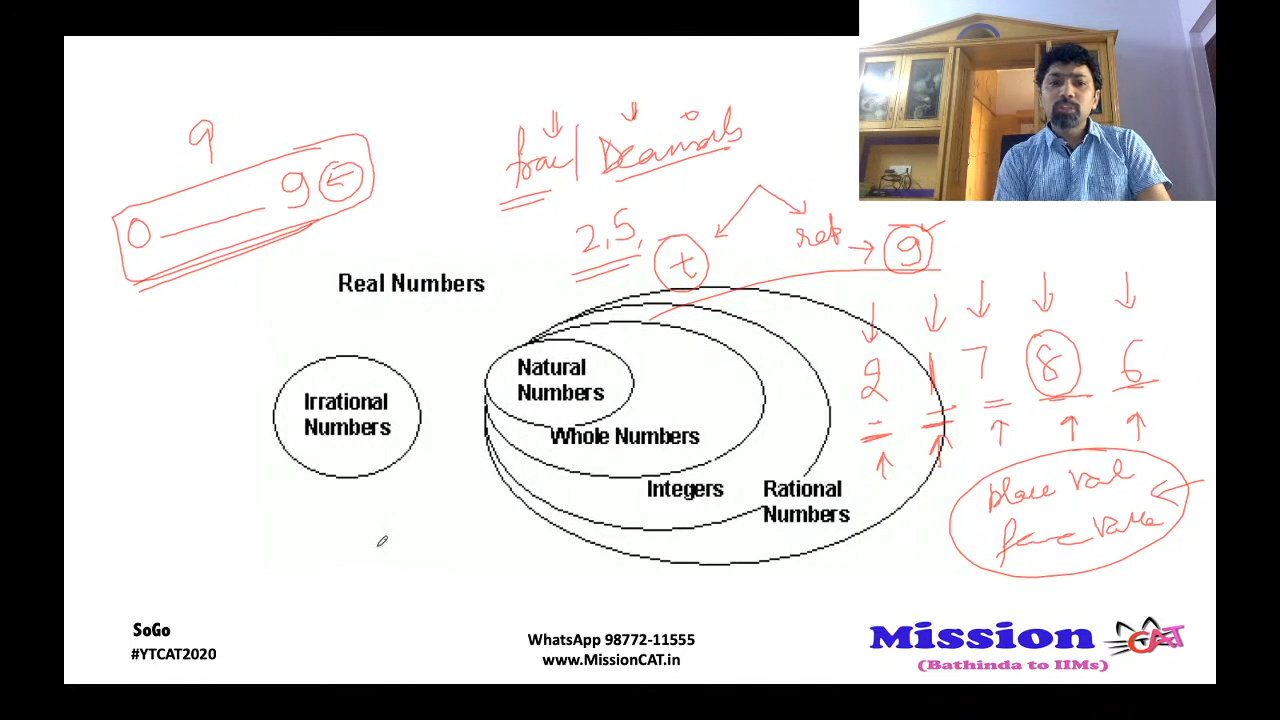 9
0 — 9
frac/ Decimals
2, 5,
t
rep → 9
Real Numbers
Natural
Numbers
Whole Numbers
Integers
Rational
Numbers
Irrational
Numbers
2 1 7 8 6
place val
face value
SoGo
#YTCAT2020
WhatsApp 98772-11555
www.MissionCAT.in
Mission CAT
(Bathinda to IIMs)